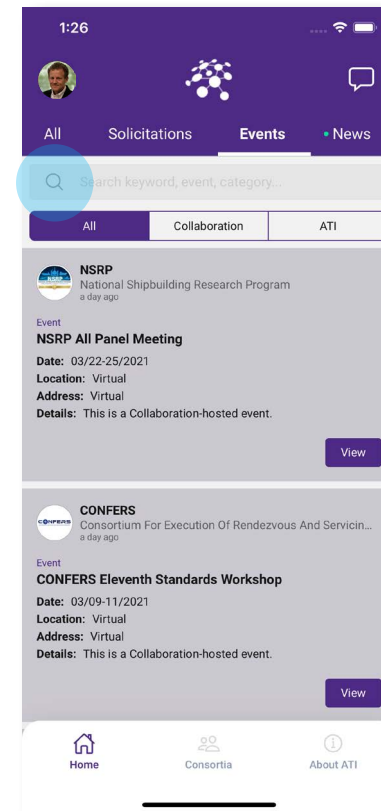 1:26
All Solicitations Events News
Search keyword, event, category...
All Collaboration ATI
NSRP
NSRP
National Shipbuilding Research Program
a day ago
Event
NSRP All Panel Meeting
Date: 03/22-25/2021
Location: Virtual
Address: Virtual
Details: This is a Collaboration-hosted event.
View
CONFERS
CONFERS
Consortium For Execution Of Rendezvous And Servicin...
a day ago
Event
CONFERS Eleventh Standards Workshop
Date: 03/09-11/2021
Location: Virtual
Address: Virtual
Details: This is a Collaboration-hosted event.
View
Home Consortia About ATI